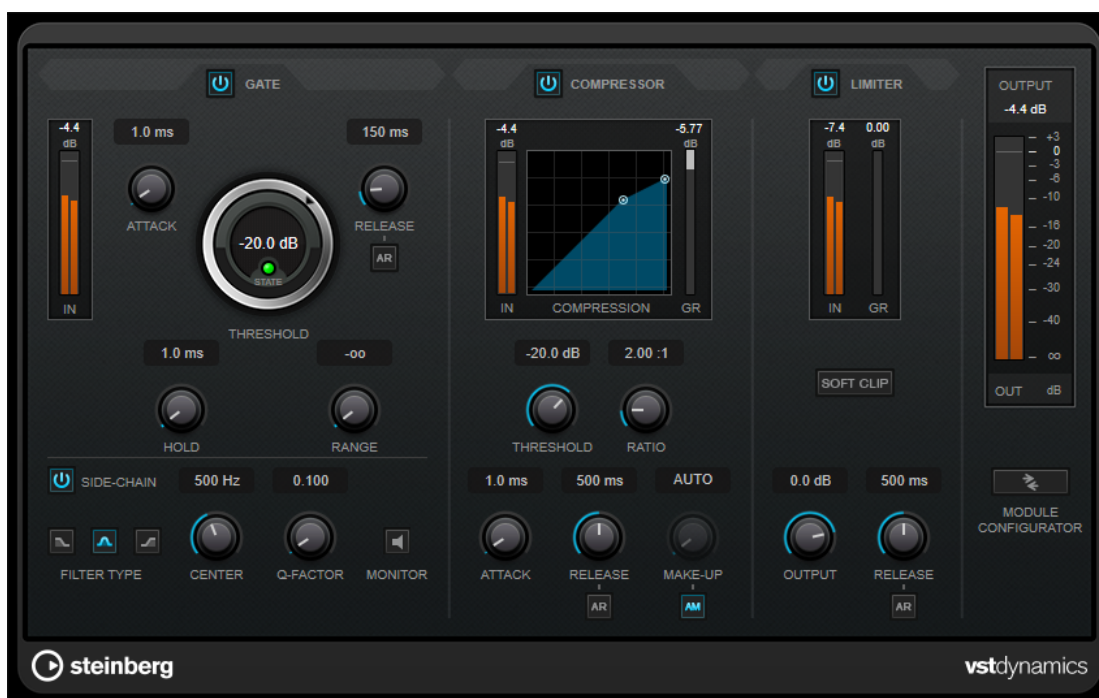 GATE
COMPRESSOR
LIMITER
OUTPUT
-4.4 dB
-4.4
dB
IN
1.0 ms
ATTACK
150 ms
RELEASE
AR
-20.0 dB
STATE
THRESHOLD
1.0 ms
HOLD
-oo
RANGE
SIDE-CHAIN
500 Hz
0.100
FILTER TYPE
CENTER
Q-FACTOR
MONITOR
-4.4
dB
-5.77
dB
IN
COMPRESSION
GR
-20.0 dB
2.00 :1
THRESHOLD
RATIO
1.0 ms
500 ms
AUTO
ATTACK
RELEASE
MAKE-UP
AR
AM
-7.4
dB
0.00
dB
IN
GR
SOFT CLIP
0.0 dB
500 ms
OUTPUT
RELEASE
AR
+3
0
-3
-6
-10
-16
-20
-24
-30
-40
oo
OUT dB
MODULE
CONFIGURATOR
steinberg
vstdynamics